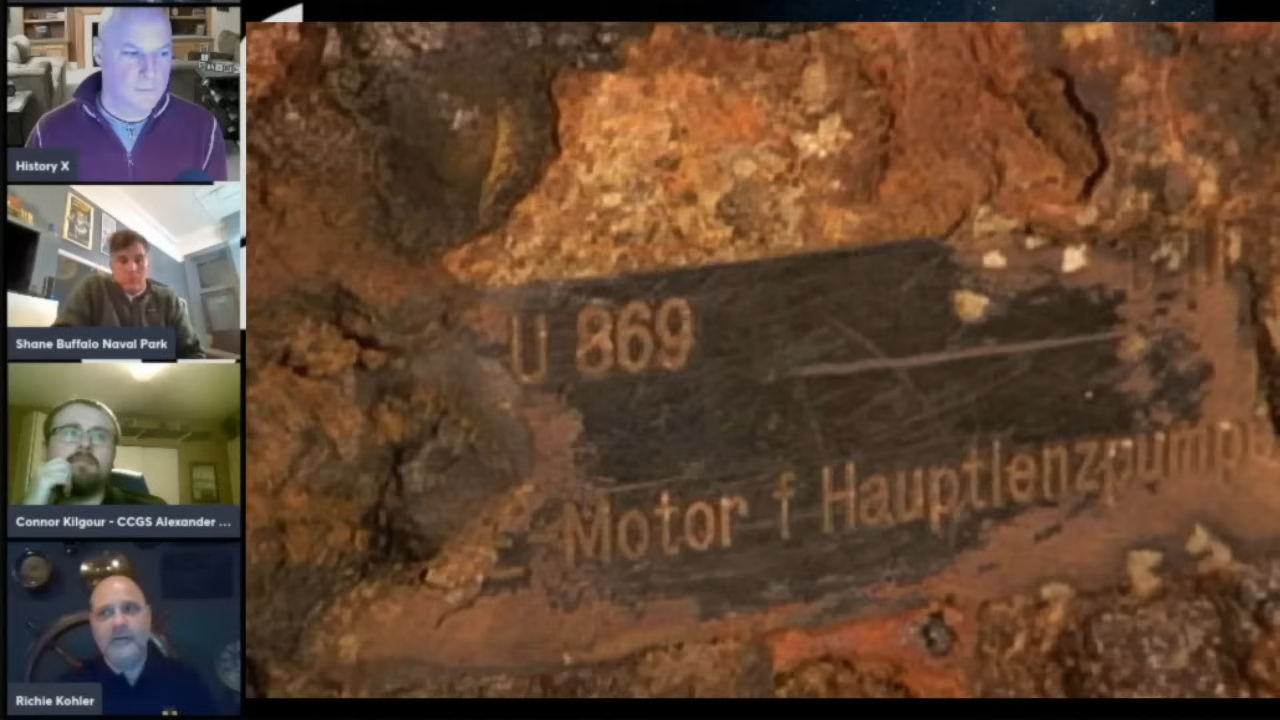 History X
Shane Buffalo Naval Park
Connor Kilgour - CCGS Alexander ...
Richie Kohler
U 869
Motor f Hauptlenzpumpe